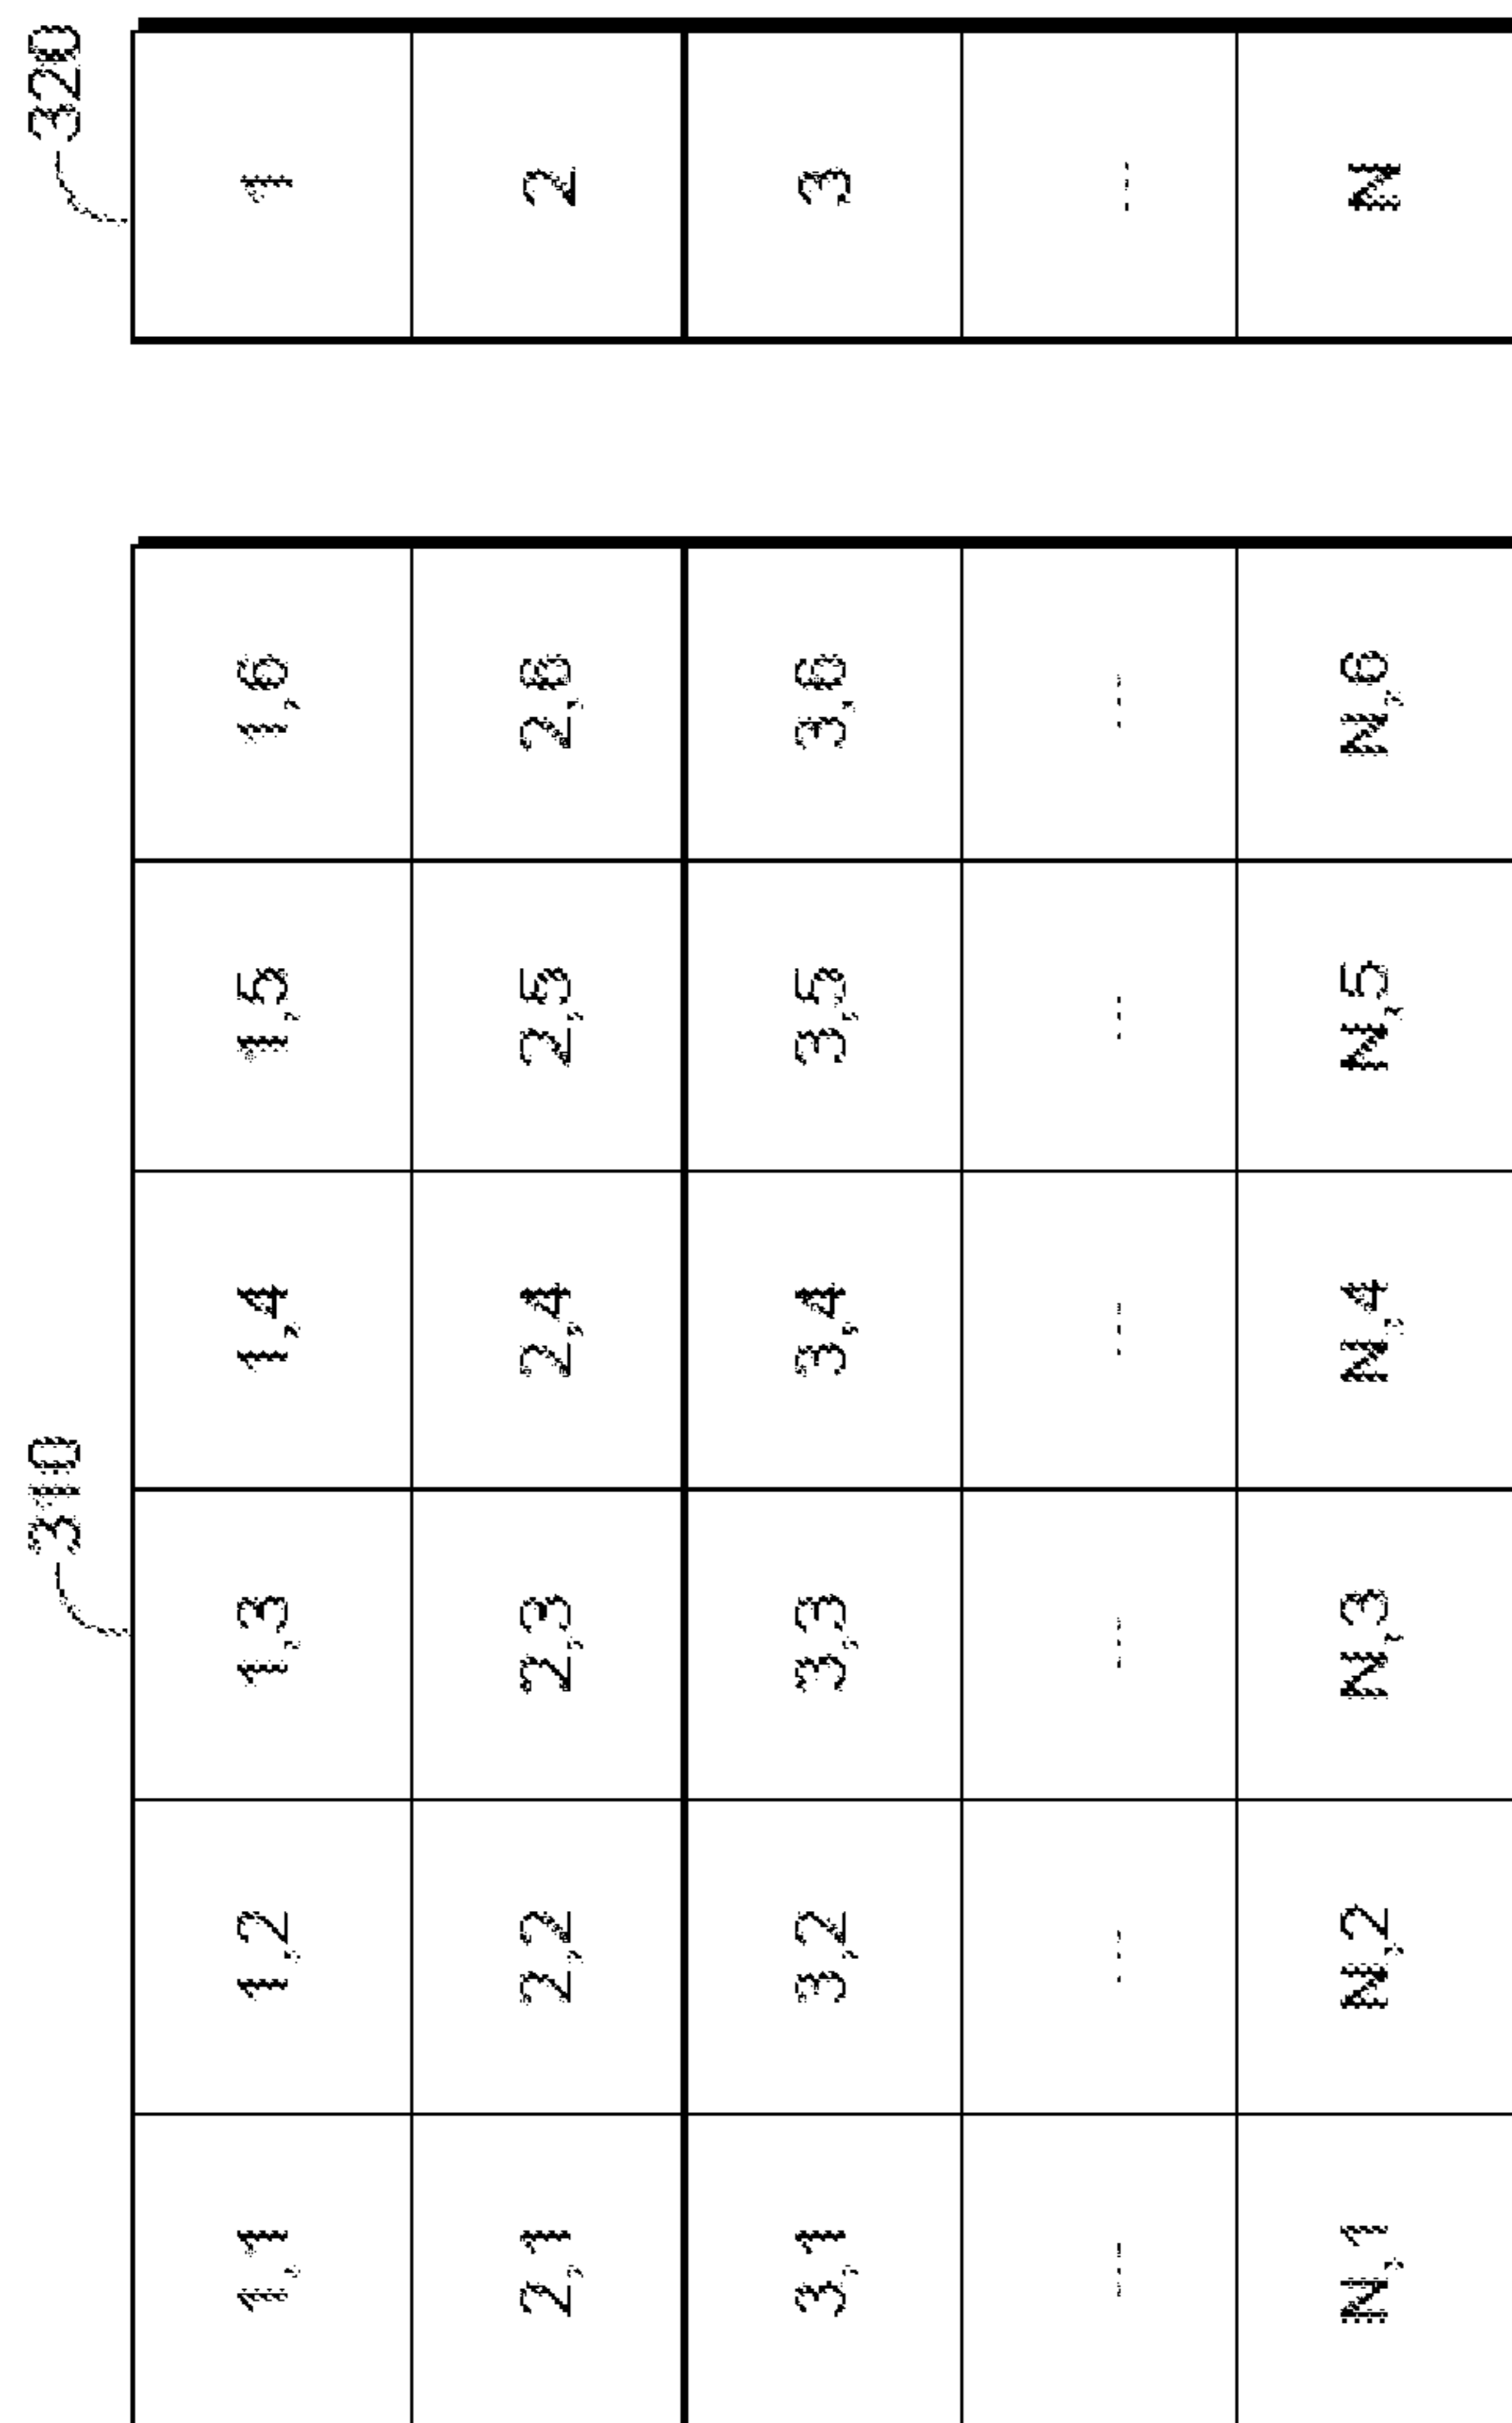 310 320
1,1 1,2 1,3 1,4 1,5 1,6 1
2,1 2,2 2,3 2,4 2,5 2,6 2
3,1 3,2 3,3 3,4 3,5 3,6 3
... ... ... ... ... ... ...
N,1 N,2 N,3 N,4 N,5 N,6 N